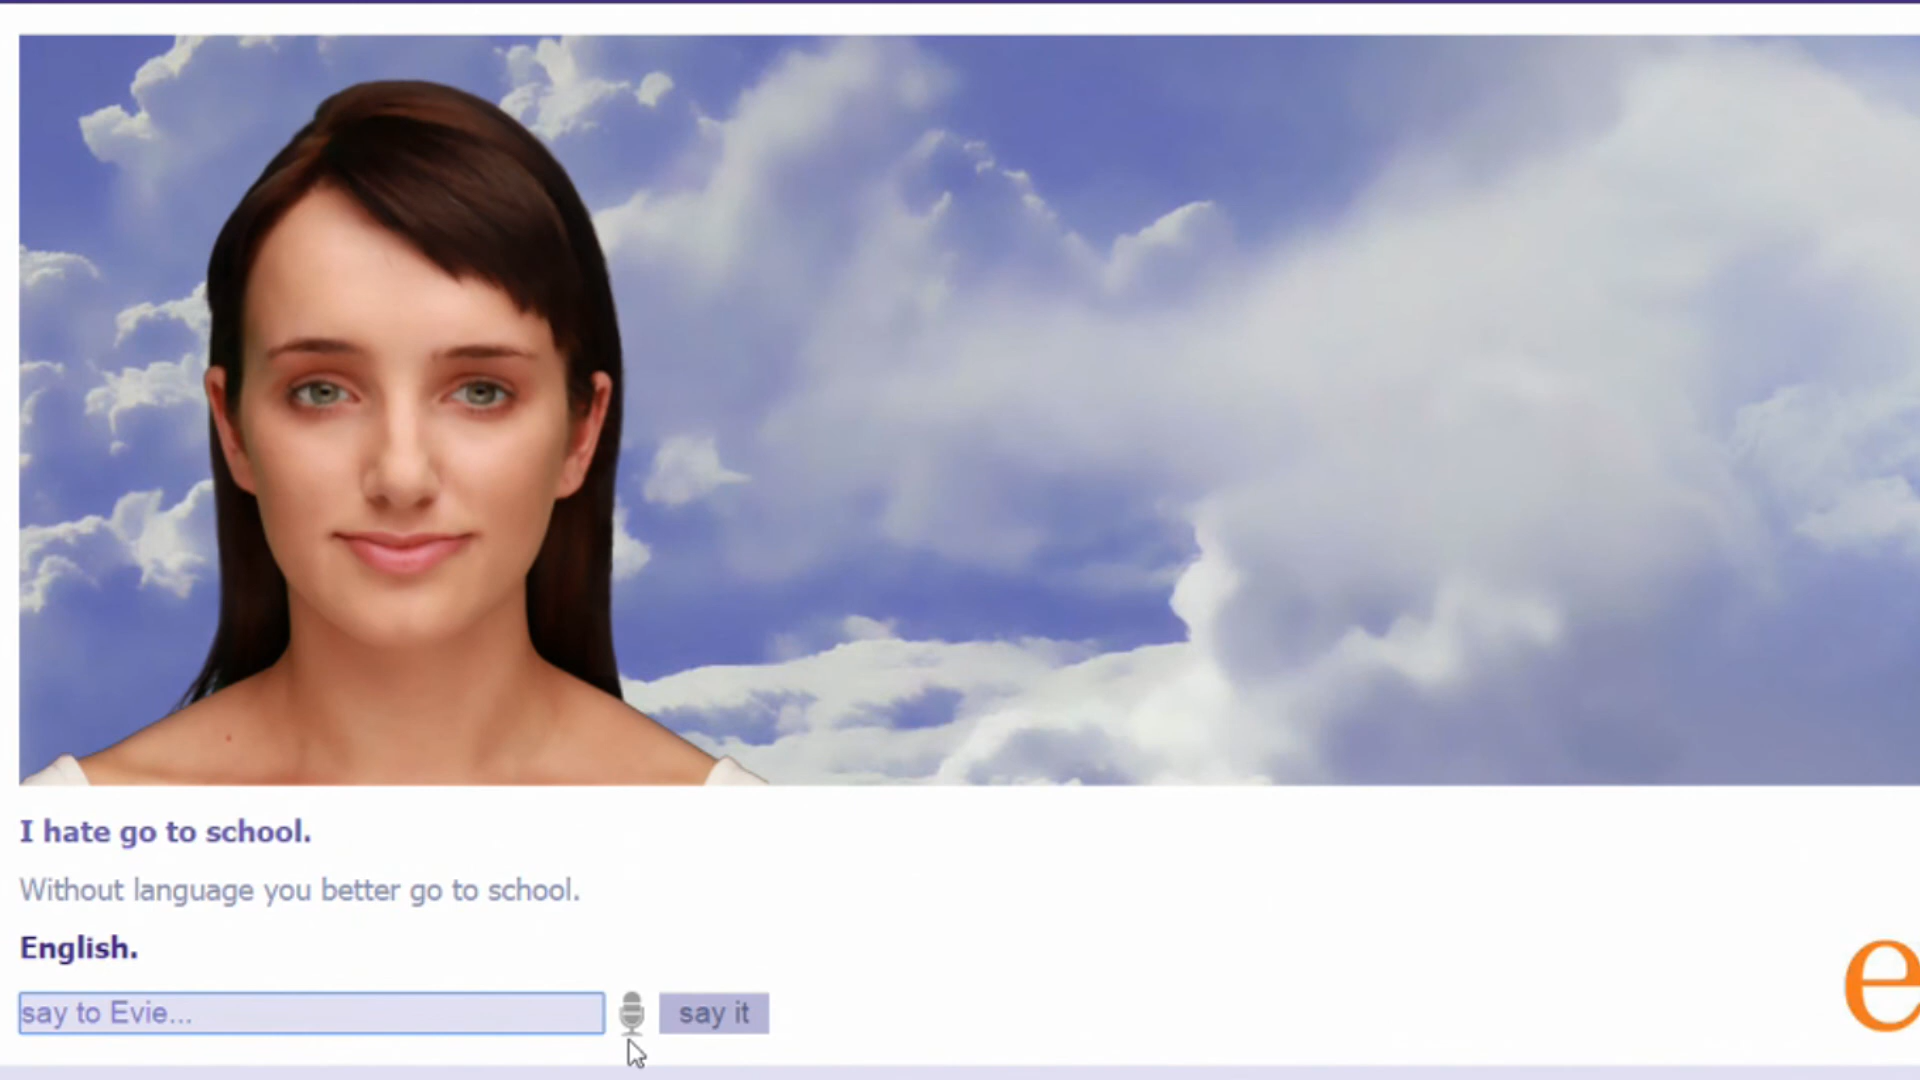 I hate go to school.
Without language you better go to school.
English.
say to Evie...
say it
e